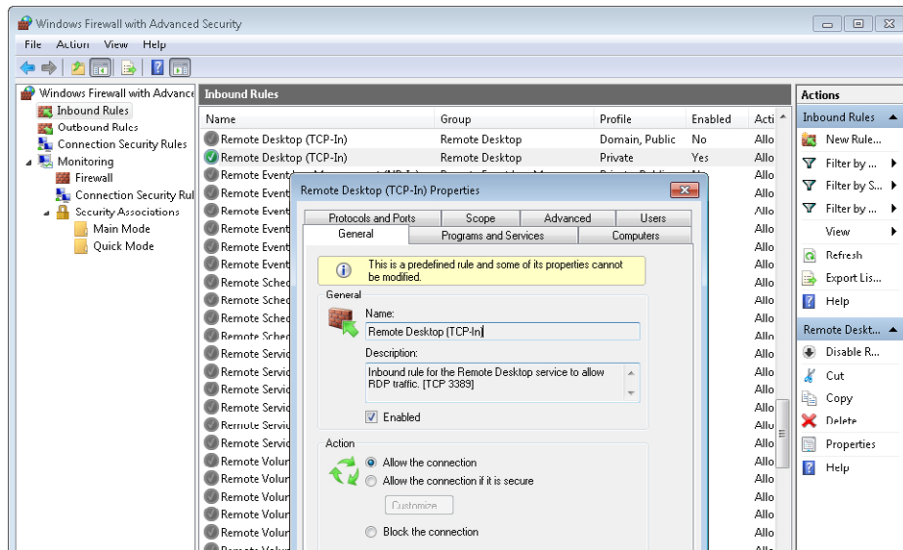 Windows Firewall with Advanced Security
File Action View Help
Windows Firewall with Advance
Inbound Rules
Outbound Rules
Connection Security Rules
Monitoring
Firewall
Connection Security Rul
Security Associations
Main Mode
Quick Mode
Inbound Rules
Name Group Profile Enabled Acti
Remote Desktop (TCP-In) Remote Desktop Domain, Public No Allo
Remote Desktop (TCP-In) Remote Desktop Private Yes Allo
Remote Event Allo
Remote Event Allo
Remote Event Allo
Remote Event Allo
Remote Event Allo
Remote Event Allo
Remote Sched Allo
Remote Sched Allo
Remote Sched Allo
Remote Sched Allo
Remote Servic Allo
Remote Servic Allo
Remote Servic Allo
Remote Servic Allo
Remote Servic Allo
Remote Servic Allo
Remote Volur Allo
Remote Volur Allo
Remote Volur Allo
Remote Volur Allo
Remote Volur Allo
Remote Desktop (TCP-In) Properties
Protocols and Ports Scope Advanced Users
General Programs and Services Computers
This is a predefined rule and some of its properties cannot
be modified.
General
Name:
Remote Desktop (TCP-In)
Description:
Inbound rule for the Remote Desktop service to allow
RDP traffic. [TCP 3389]
Enabled
Action
Allow the connection
Allow the connection if it is secure
Customize
Block the connection
Actions
Inbound Rules
New Rule...
Filter by ...
Filter by S...
Filter by ...
View
Refresh
Export Lis...
Help
Remote Deskt...
Disable R...
Cut
Copy
Delete
Properties
Help